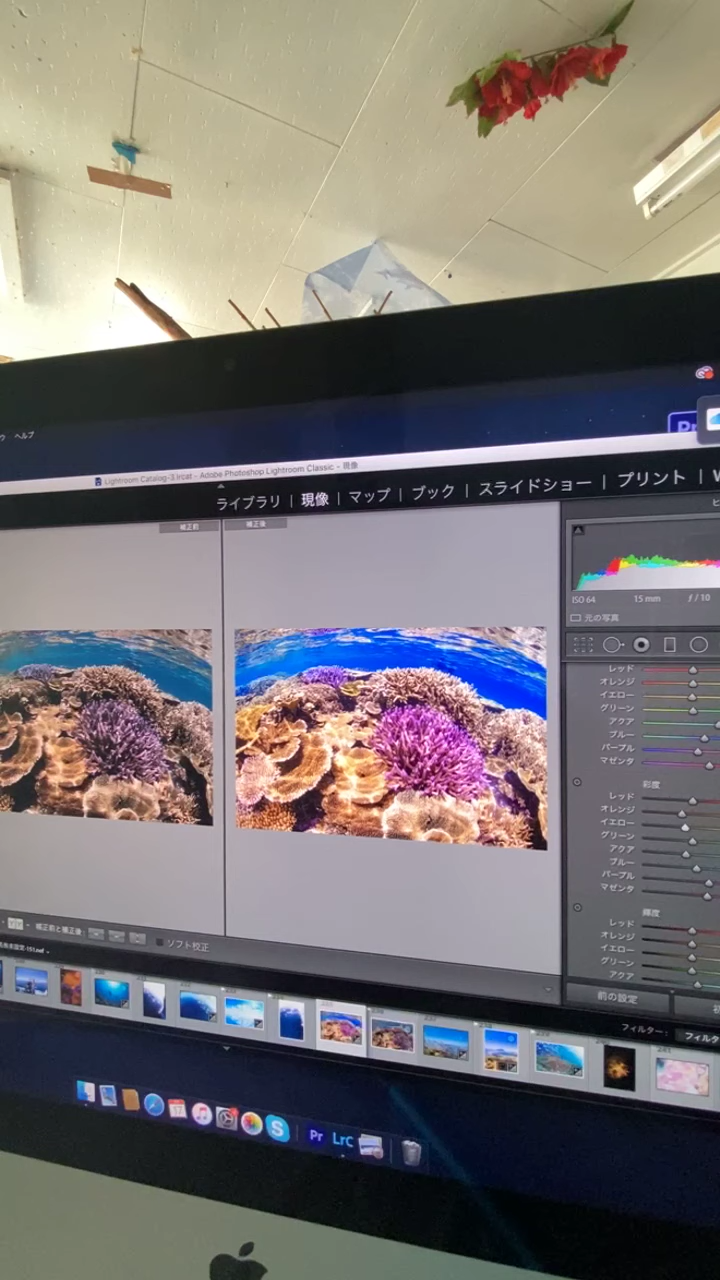 ヘルプ
Pr
Lightroom Catalog-3.lrcat - Adobe Photoshop Lightroom Classic - 現像
ライブラリ | 現像 | マップ | ブック | スライドショー | プリント | W
補正前
補正後
ISO 64 15 mm ƒ / 10
元の写真
レッド
オレンジ
イエロー
グリーン
アクア
ブルー
パープル
マゼンタ
彩度
レッド
オレンジ
イエロー
グリーン
アクア
ブルー
パープル
マゼンタ
輝度
レッド
オレンジ
イエロー
グリーン
アクア
補正前と補正後:
ソフト校正
前の設定
フィルター:
フィルタ
17
Pr
LrC